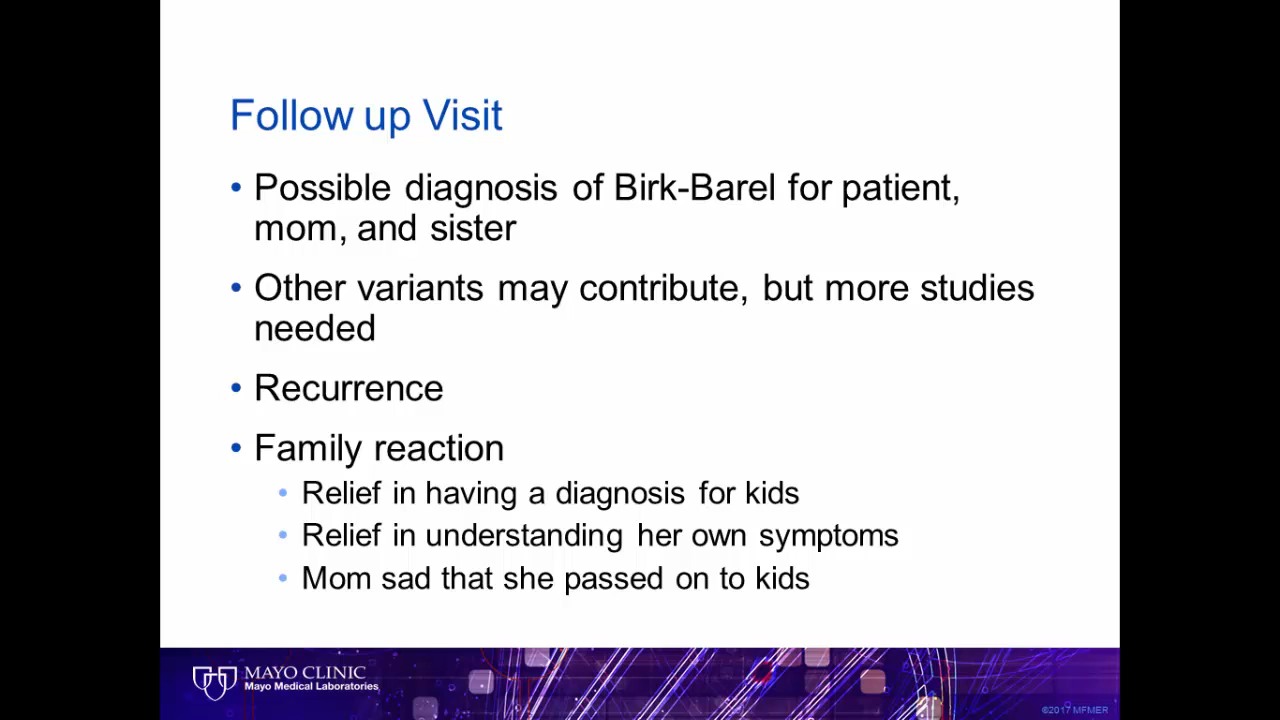 Follow up Visit
• Possible diagnosis of Birk-Barel for patient,
mom, and sister
• Other variants may contribute, but more studies
needed
• Recurrence
• Family reaction
• Relief in having a diagnosis for kids
• Relief in understanding her own symptoms
• Mom sad that she passed on to kids
MAYO CLINIC
Mayo Medical Laboratories
©2017 MFMER